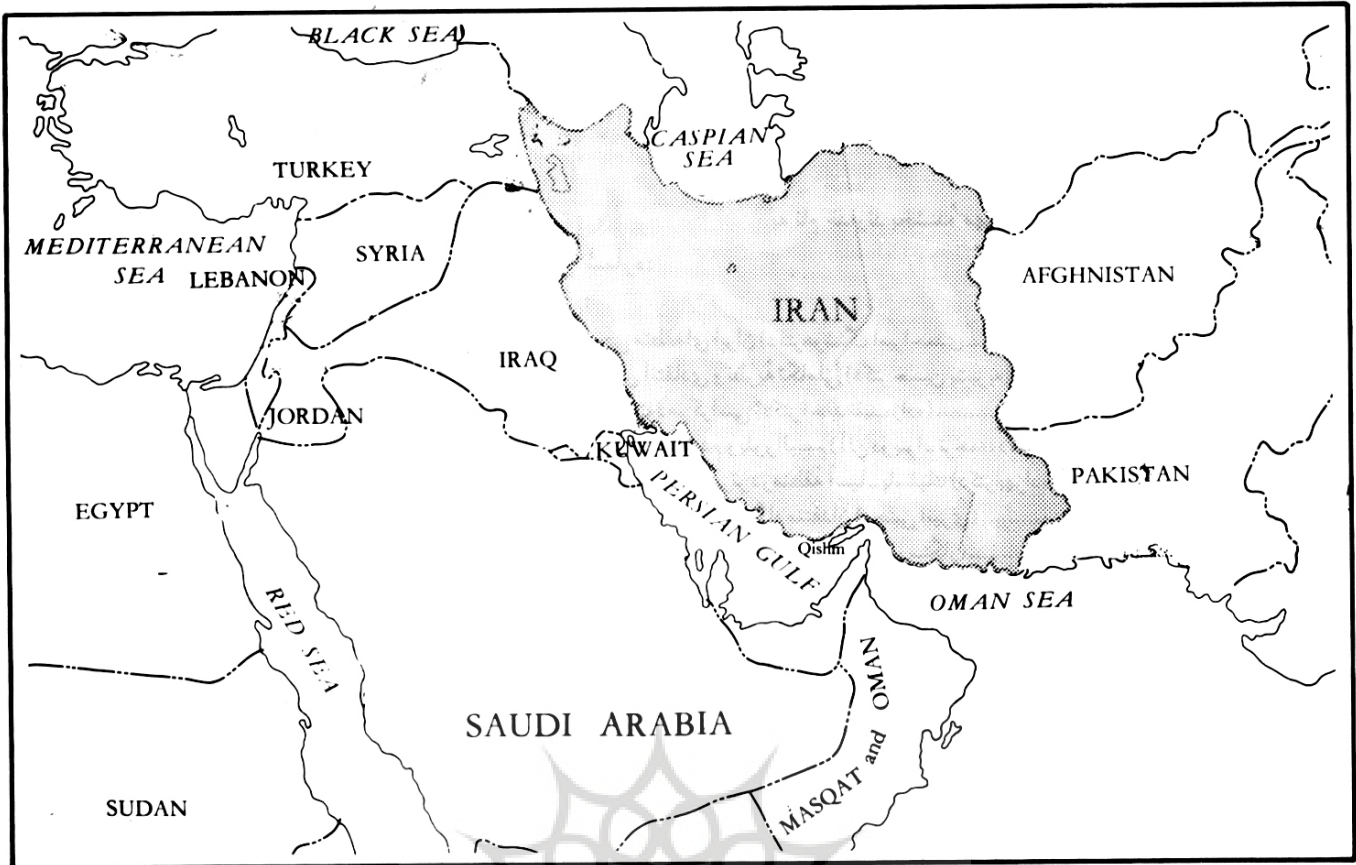 BLACK SEA
CASPIAN
SEA
TURKEY
MEDITERRANEAN
SEA
LEBANON
SYRIA
AFGHNISTAN
IRAN
IRAQ
JORDAN
KUWAIT
PAKISTAN
EGYPT
PERSIAN GULF
Qishm
OMAN SEA
RED SEA
SAUDI ARABIA
MASQAT and OMAN
SUDAN